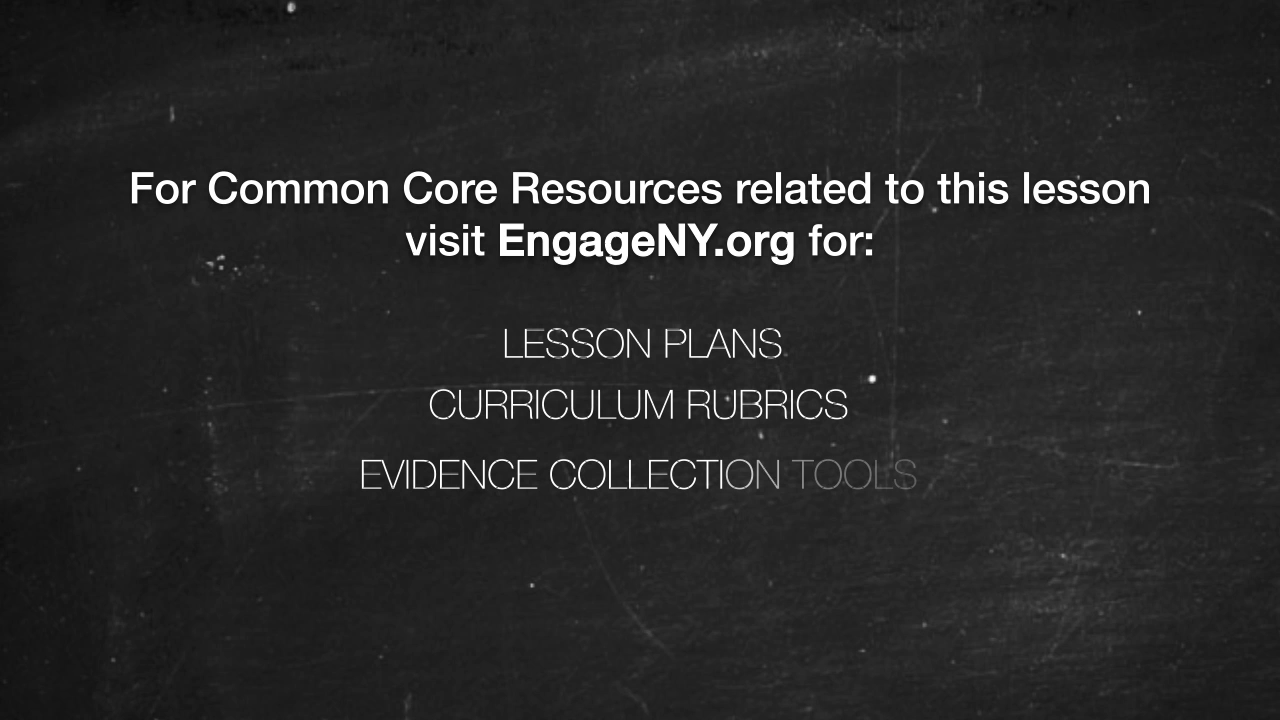 For Common Core Resources related to this lesson
visit EngageNY.org for:
LESSON PLANS
CURRICULUM RUBRICS
EVIDENCE COLLECTION TOOLS